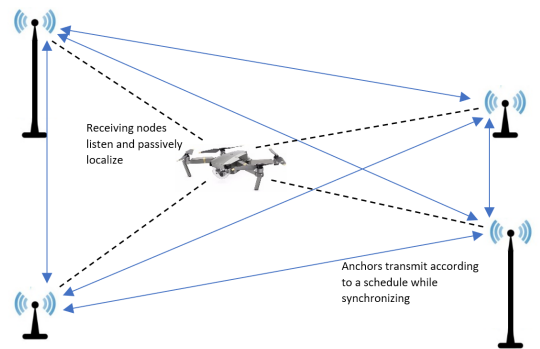 Receiving nodes
listen and passively
localize
Anchors transmit according
to a schedule while
synchronizing